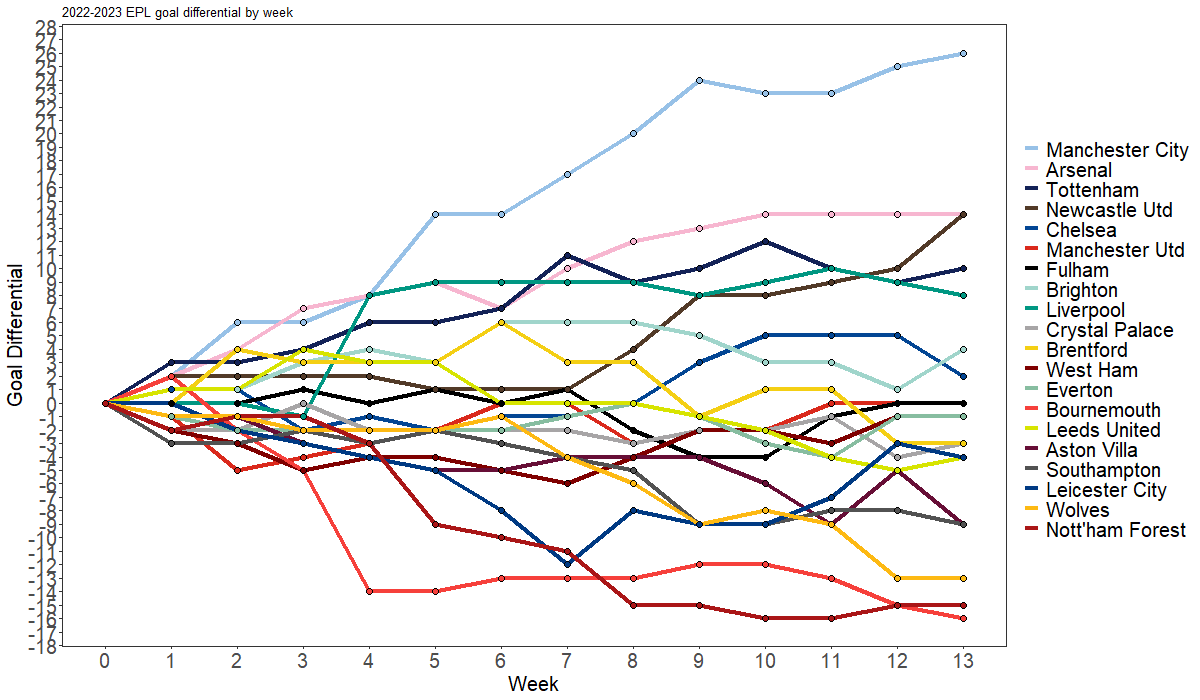 2022-2023 EPL goal differential by week
Goal Differential
28
27
26
25
24
23
22
21
20
19
18
17
16
15
14
13
12
11
10
9
8
7
6
5
4
3
2
1
0
-1
-2
-3
-4
-5
-6
-7
-8
-9
-10
-11
-12
-13
-14
-15
-16
-17
-18
0 1 2 3 4 5 6 7 8 9 10 11 12 13
Week
Manchester City
Arsenal
Tottenham
Newcastle Utd
Chelsea
Manchester Utd
Fulham
Brighton
Liverpool
Crystal Palace
Brentford
West Ham
Everton
Bournemouth
Leeds United
Aston Villa
Southampton
Leicester City
Wolves
Nott'ham Forest